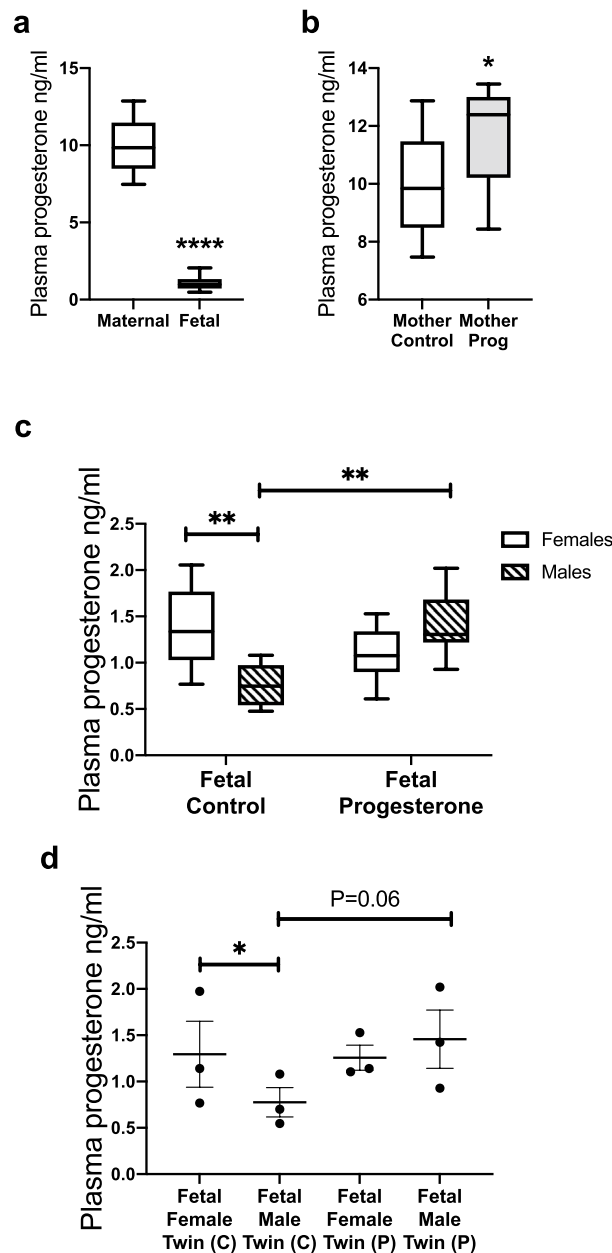 a
Plasma progesterone ng/ml
15
10
5
0
****
Maternal Fetal
b
Plasma progesterone ng/ml
14
12
10
8
6
*
Mother Mother
Control Prog
c
Plasma progesterone ng/ml
2.5
2.0
1.5
1.0
0.5
0.0
**
**
Females
Males
Fetal Fetal
Control Progesterone
d
Plasma progesterone ng/ml
2.5
2.0
1.5
1.0
0.5
0.0
*
P=0.06
Fetal Fetal Fetal Fetal
Female Male Female Male
Twin (C) Twin (C) Twin (P) Twin (P)